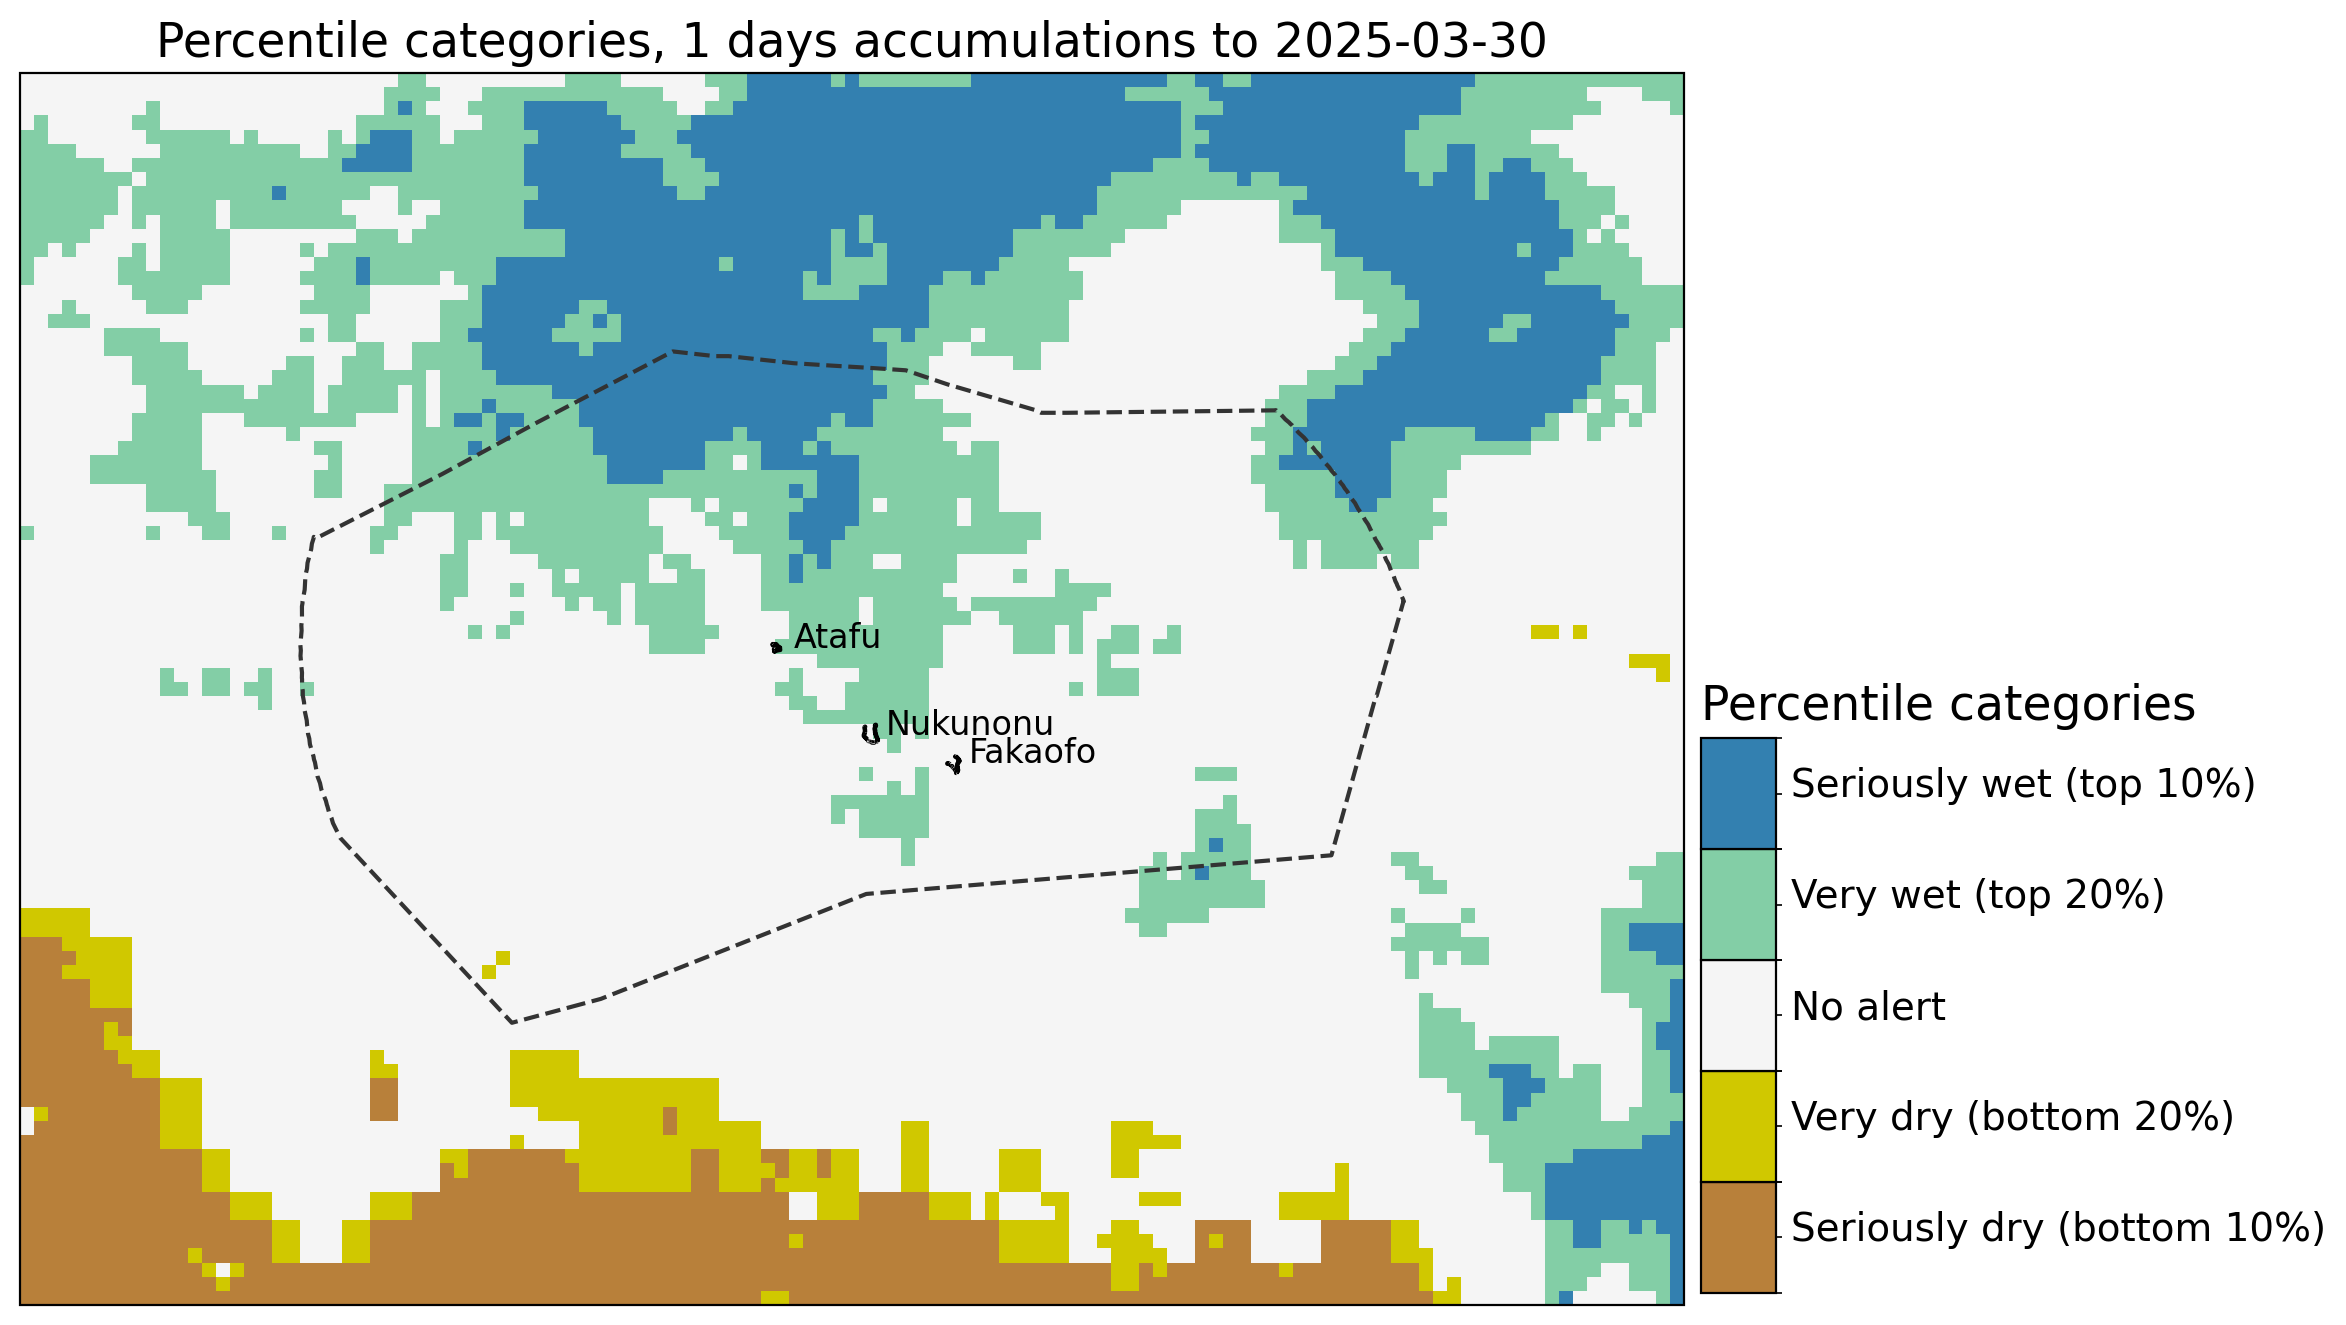 Percentile categories, 1 days accumulations to 2025-03-30
Atafu
Nukunonu
Fakaofo
Percentile categories
Seriously wet (top 10%)
Very wet (top 20%)
No alert
Very dry (bottom 20%)
Seriously dry (bottom 10%)